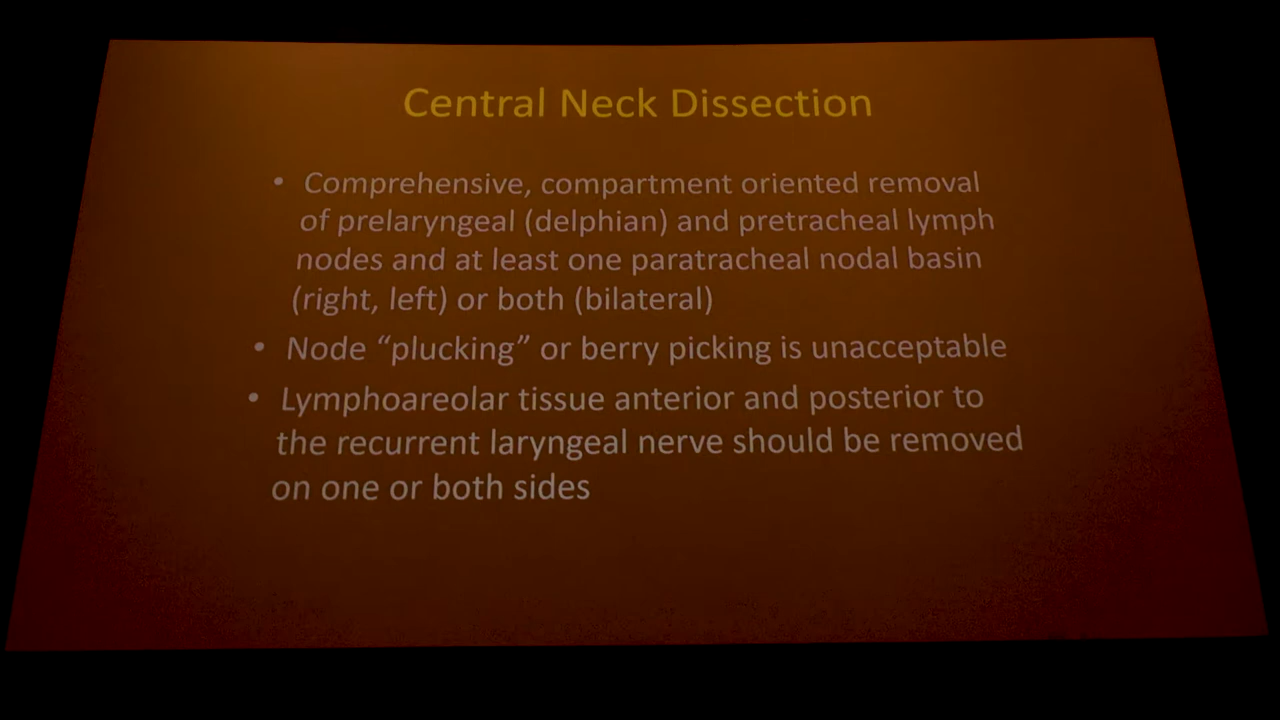 Central Neck Dissection
• Comprehensive, compartment oriented removal
of prelaryngeal (delphian) and pretracheal lymph
nodes and at least one paratracheal nodal basin
(right, left) or both (bilateral)
• Node “plucking” or berry picking is unacceptable
• Lymphoareolar tissue anterior and posterior to
the recurrent laryngeal nerve should be removed
on one or both sides